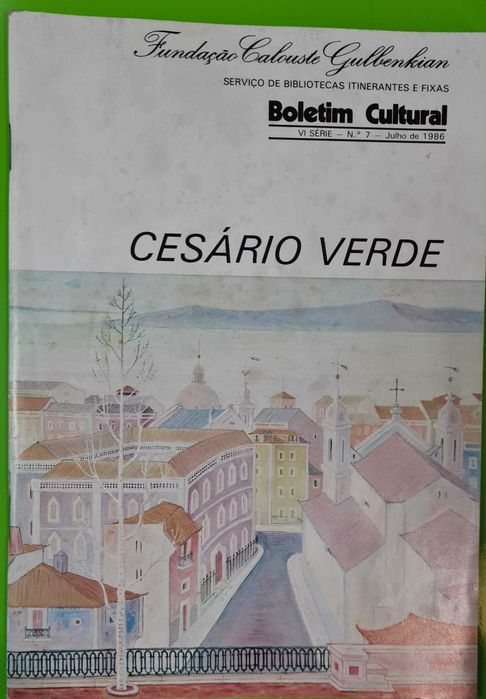 Fundação Calouste Gulbenkian
SERVIÇO DE BIBLIOTECAS ITINERANTES E FIXAS
Boletim Cultural
VI SÉRIE — N.º 7 — Julho de 1986
CESÁRIO VERDE